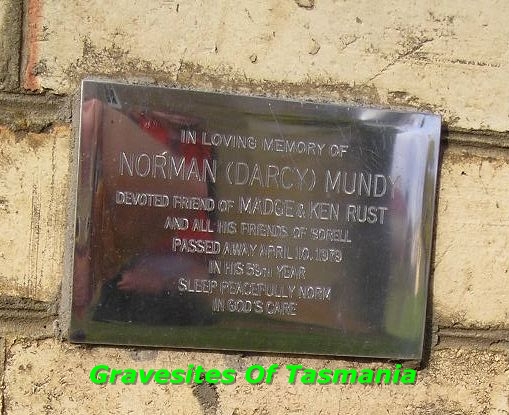 IN LOVING MEMORY OF
NORMAN (DARCY) MUNDY
DEVOTED FRIEND OF MADGE & KEN RUST
AND ALL HIS FRIENDS OF SORELL
PASSED AWAY APRIL 10. 1979
IN HIS 59TH YEAR
SLEEP PEACEFULLY NORM
IN GOD'S CARE
Gravesites Of Tasmania